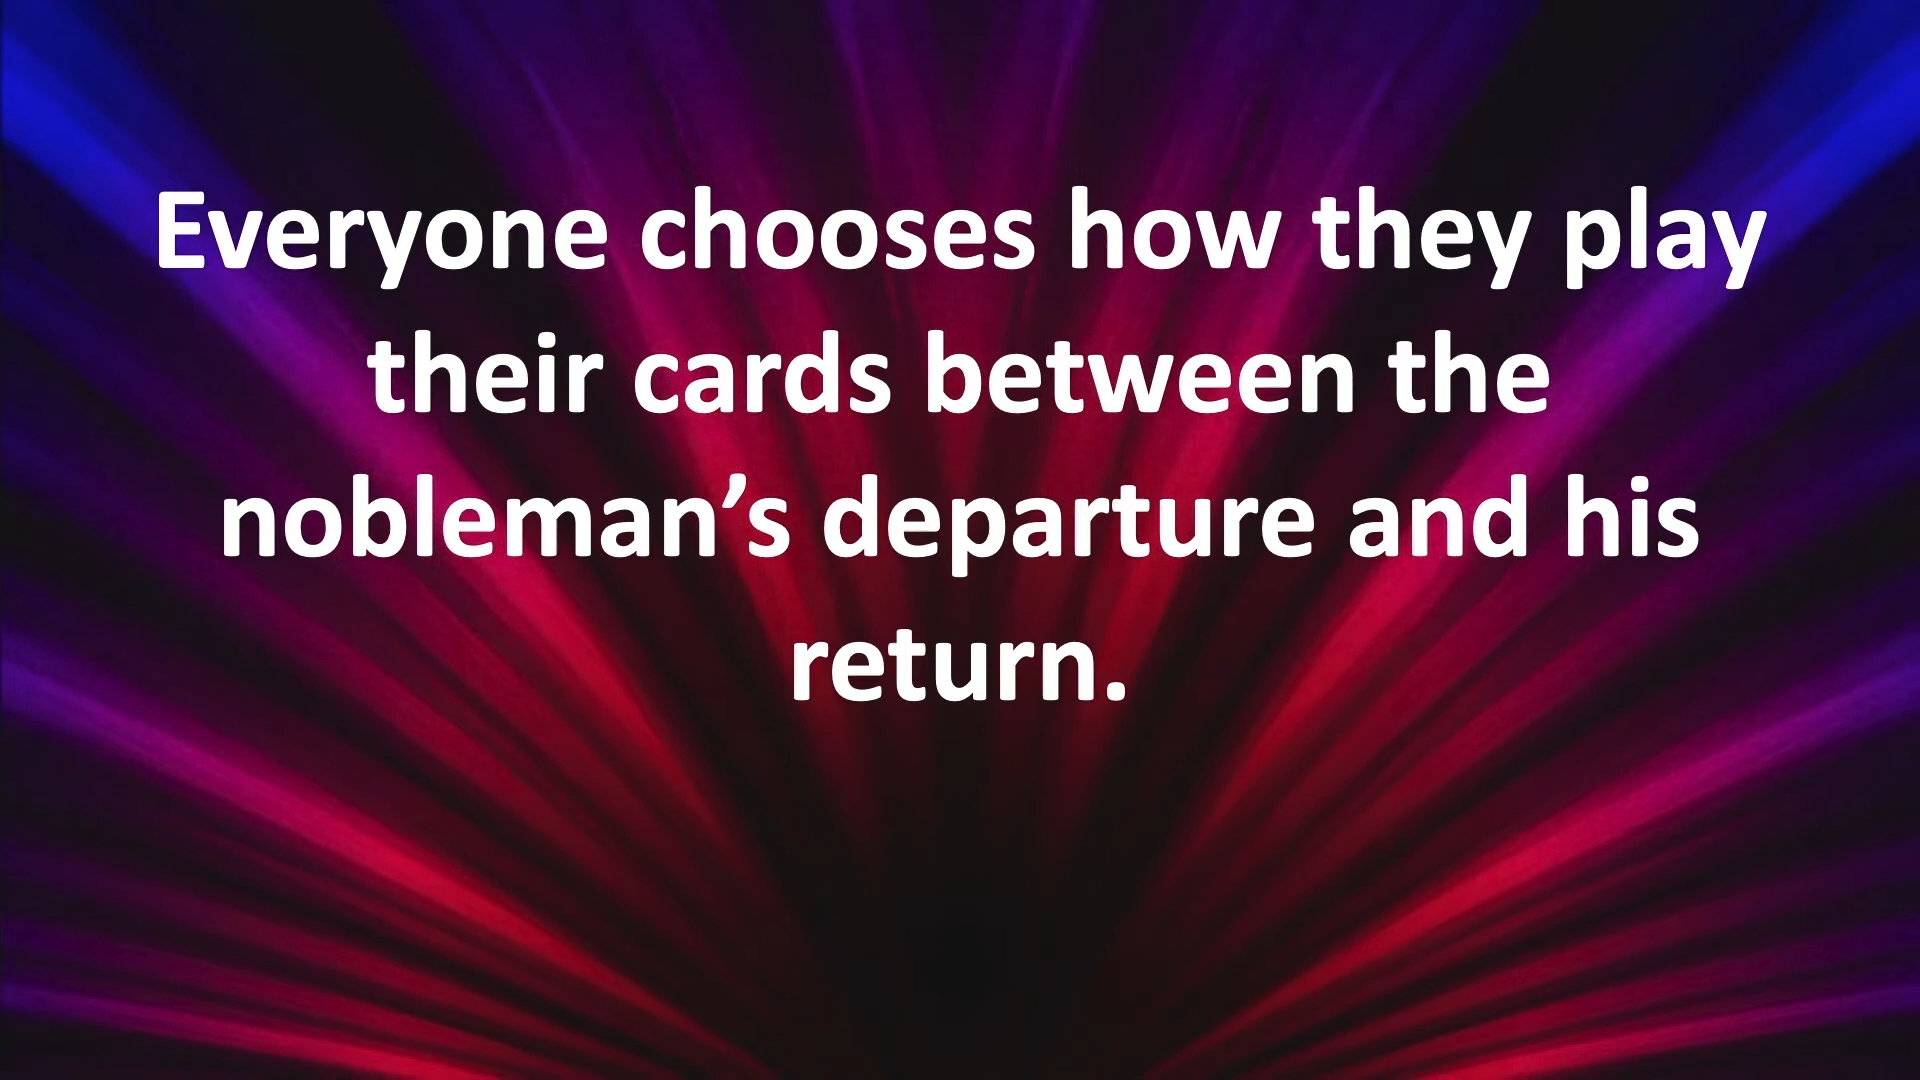 Everyone chooses how they play
their cards between the
nobleman’s departure and his
return.